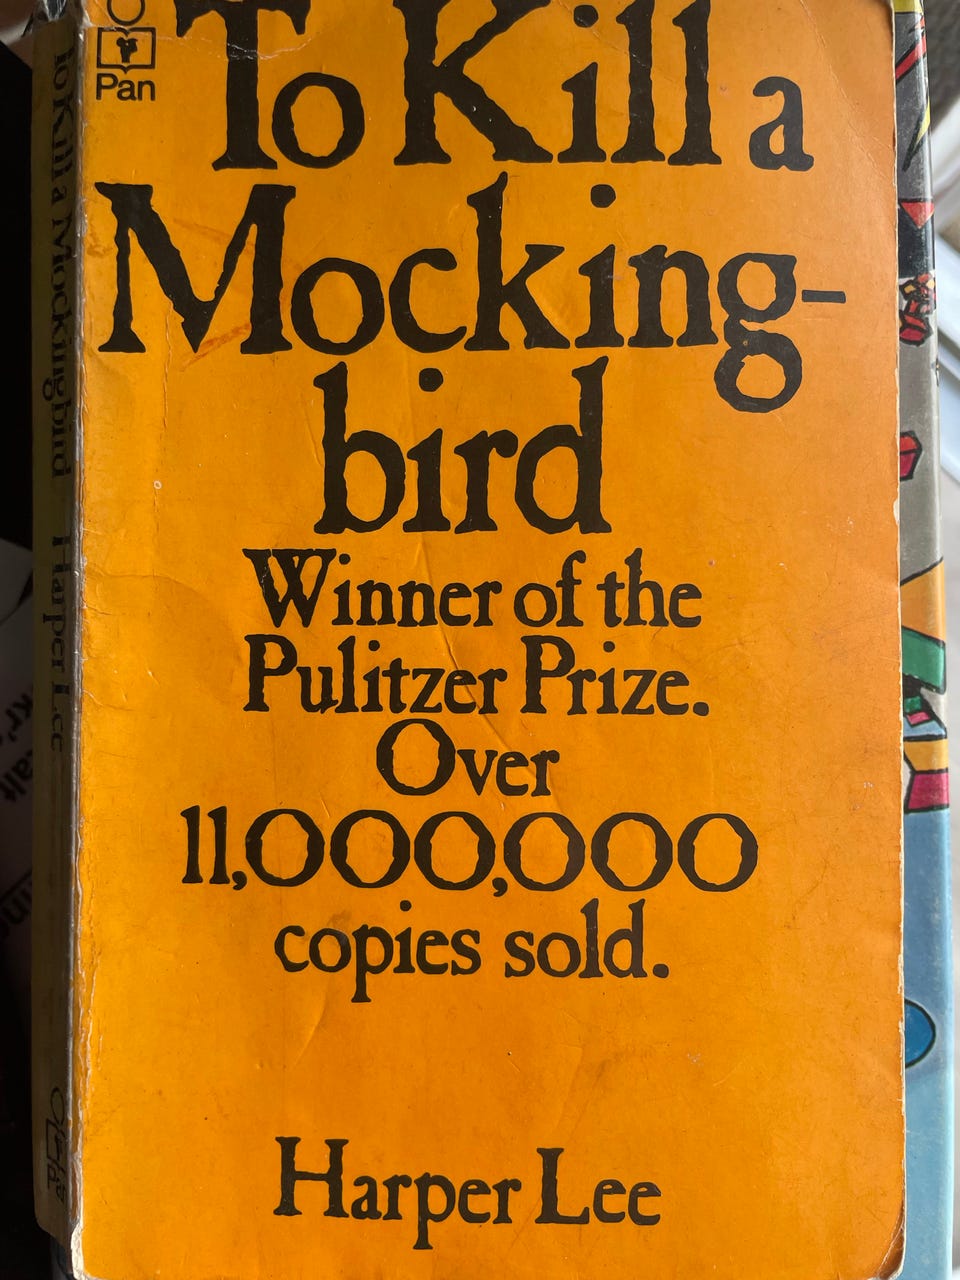 Pan
To Kill a
Mocking-
bird
Winner of the
Pulitzer Prize.
Over
11,000,000
copies sold.
Harper Lee
To Kill a Mockingbird Harper Lee